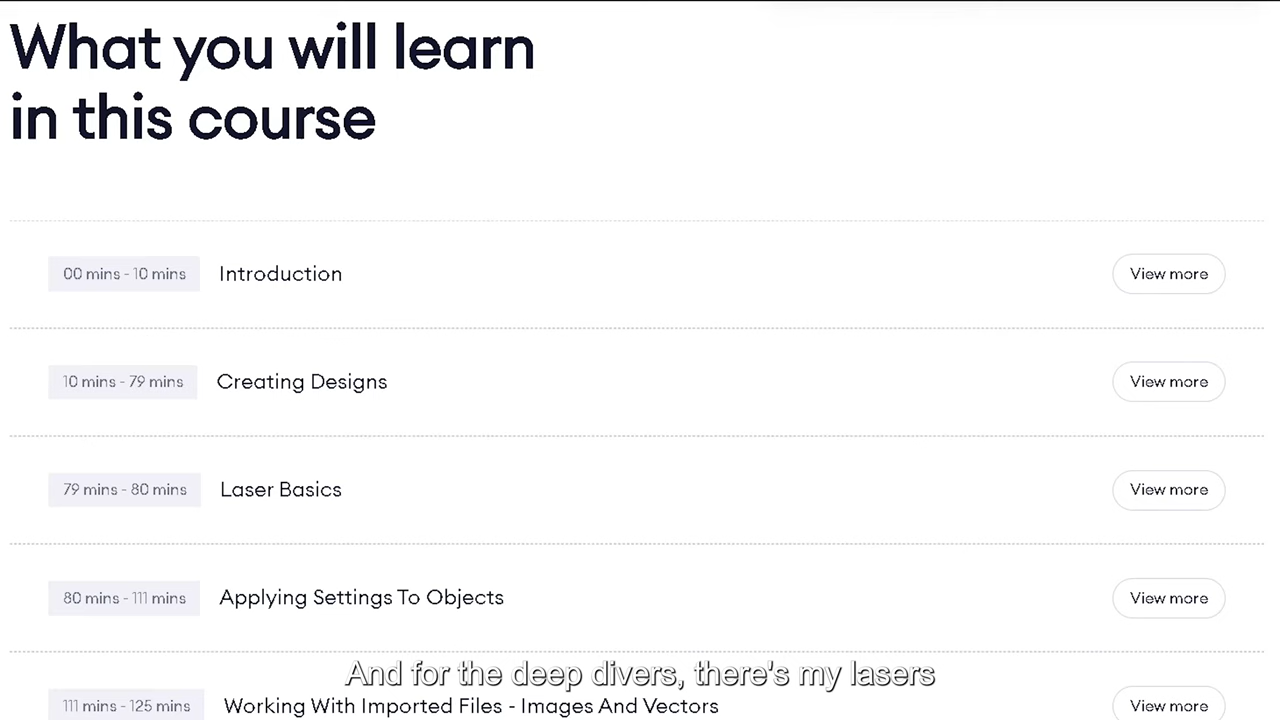 What you will learn
in this course
00 mins - 10 mins Introduction View more
10 mins - 79 mins Creating Designs View more
79 mins - 80 mins Laser Basics View more
80 mins - 111 mins Applying Settings To Objects View more
And for the deep divers, there's my lasers
111 mins - 125 mins Working With Imported Files - Images And Vectors View more